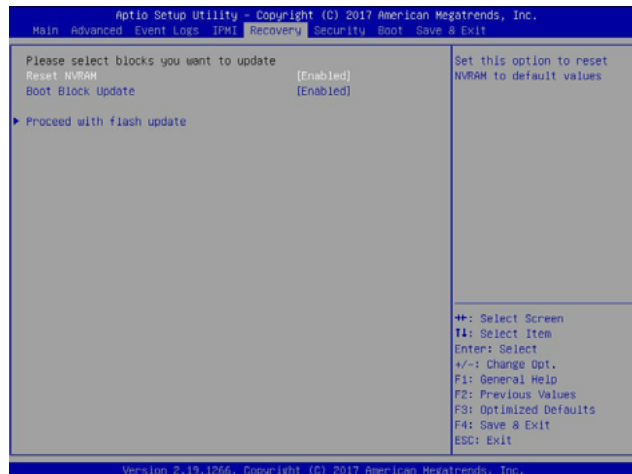 Aptio Setup Utility - Copyright (C) 2017 American Megatrends, Inc.
Main Advanced Event Logs IPMI Recovery Security Boot Save & Exit
Please select blocks you want to update
Reset NVRAM [Enabled]
Boot Block Update [Enabled]
► Proceed with flash update
Set this option to reset
NVRAM to default values
↔: Select Screen
↑↓: Select Item
Enter: Select
+/-: Change Opt.
F1: General Help
F2: Previous Values
F3: Optimized Defaults
F4: Save & Exit
ESC: Exit
Version 2.19.1266. Copyright (C) 2017 American Megatrends, Inc.